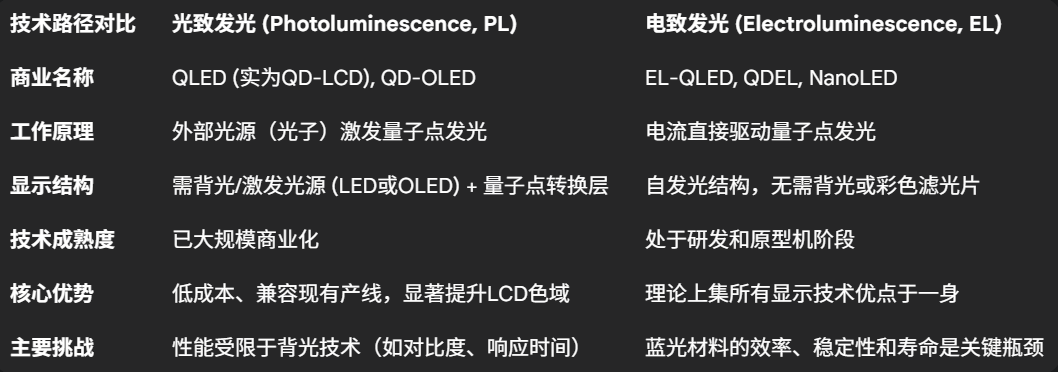 技术路径对比 光致发光 (Photoluminescence, PL) 电致发光 (Electroluminescence, EL)
商业名称 QLED (实为QD-LCD), QD-OLED EL-QLED, QDEL, NanoLED
工作原理 外部光源（光子）激发量子点发光 电流直接驱动量子点发光
显示结构 需背光/激发光源 (LED或OLED) + 量子点转换层 自发光结构，无需背光或彩色滤光片
技术成熟度 已大规模商业化 处于研发和原型机阶段
核心优势 低成本、兼容现有产线，显著提升LCD色域 理论上集所有显示技术优点于一身
主要挑战 性能受限于背光技术（如对比度、响应时间） 蓝光材料的效率、稳定性和寿命是关键瓶颈